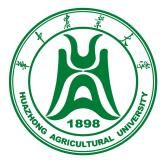 華中農業大學
1898
HUAZHONG AGRICULTURAL UNIVERSITY